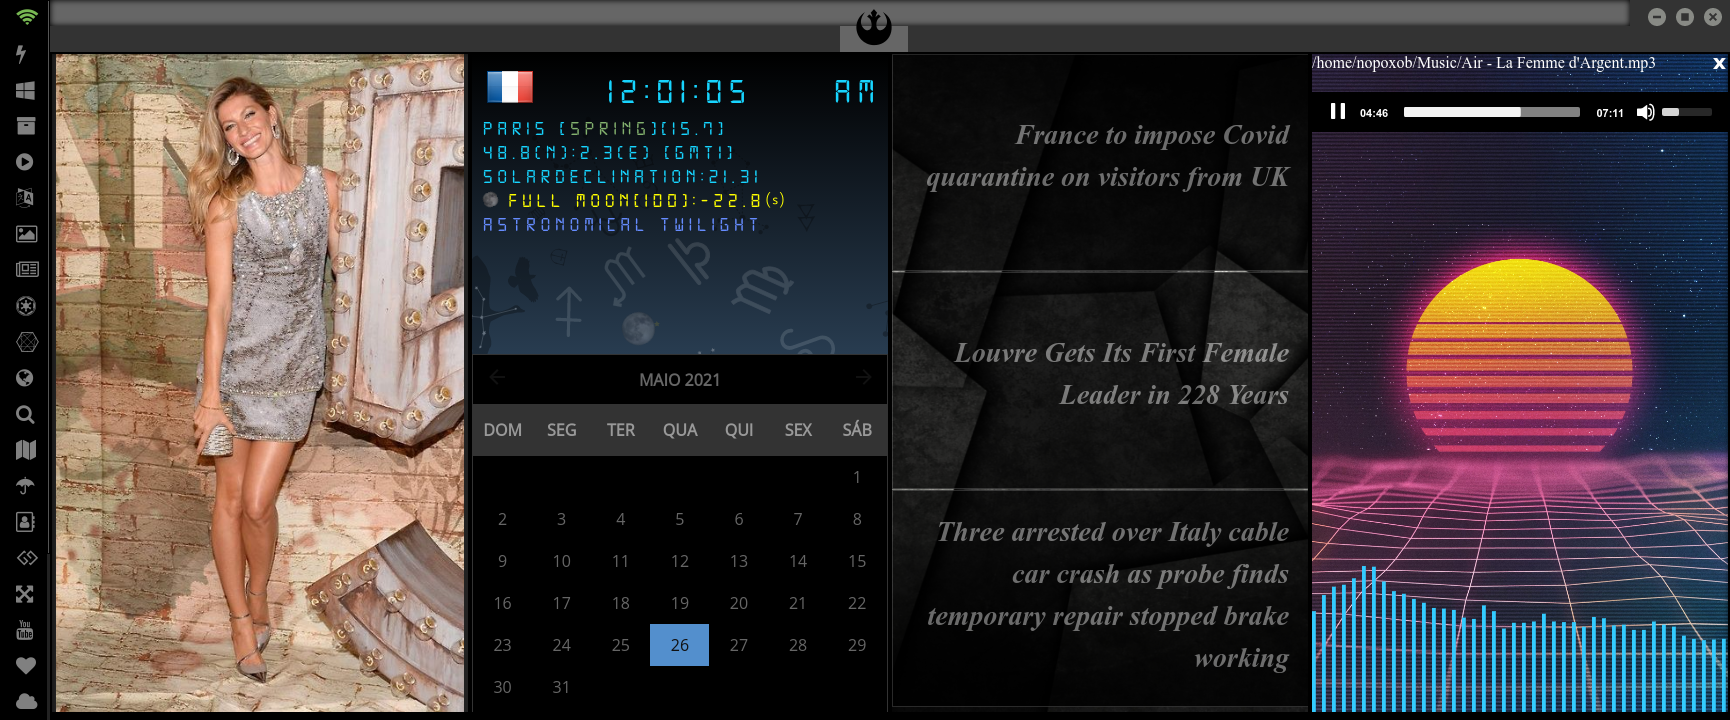 /home/nopoxob/Music/Air - La Femme d'Argent.mp3
x
04:46
07:11
12:01:05 AM
PARIS [SPRING][15.7]
48.8(N):2.3(E) [GMT1]
SOLARDECLINATION:21.31
FULL MOON[100]:-22.8(s)
ASTRONOMICAL TWILIGHT
MAIO 2021
DOM SEG TER QUA QUI SEX SÁB
1
2 3 4 5 6 7 8
9 10 11 12 13 14 15
16 17 18 19 20 21 22
23 24 25 26 27 28 29
30 31
France to impose Covid
quarantine on visitors from UK
Louvre Gets Its First Female
Leader in 228 Years
Three arrested over Italy cable
car crash as probe finds
temporary repair stopped brake
working
You
Tube